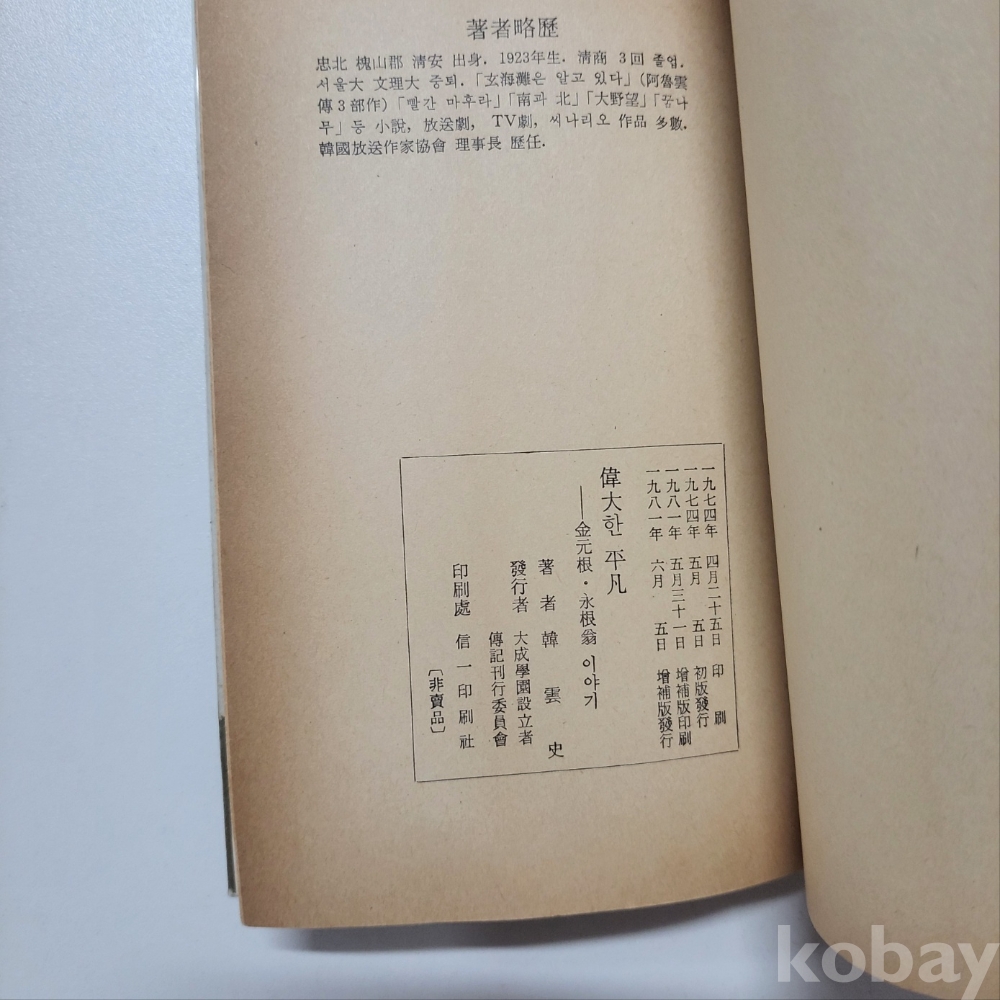 著者略歷
忠北 槐山郡 淸安 出身. 1923年生. 淸商 3回 졸업.
서울大 文理大 중퇴. 「玄海灘은 알고 있다」(阿魯雲
傳3部作)「빨간 마후라」「南과 北」「大野望」「꿈나
무」등 小說, 放送劇, TV劇, 씨나리오 作品 多數.
韓國放送作家協會 理事長 歷任.
一九七四年 四月二十五日 印刷
一九七四年 五月 五日 初版發行
一九八一年 五月三十一日 增補版印刷
一九八一年 六月 五日 增補版發行
偉大한 平凡
──金元根·永根翁 이야기
著者 韓雲史
發行者 大成學園設立者
傳記刊行委員會
印刷處 信一印刷社
〔非賣品〕
kobay